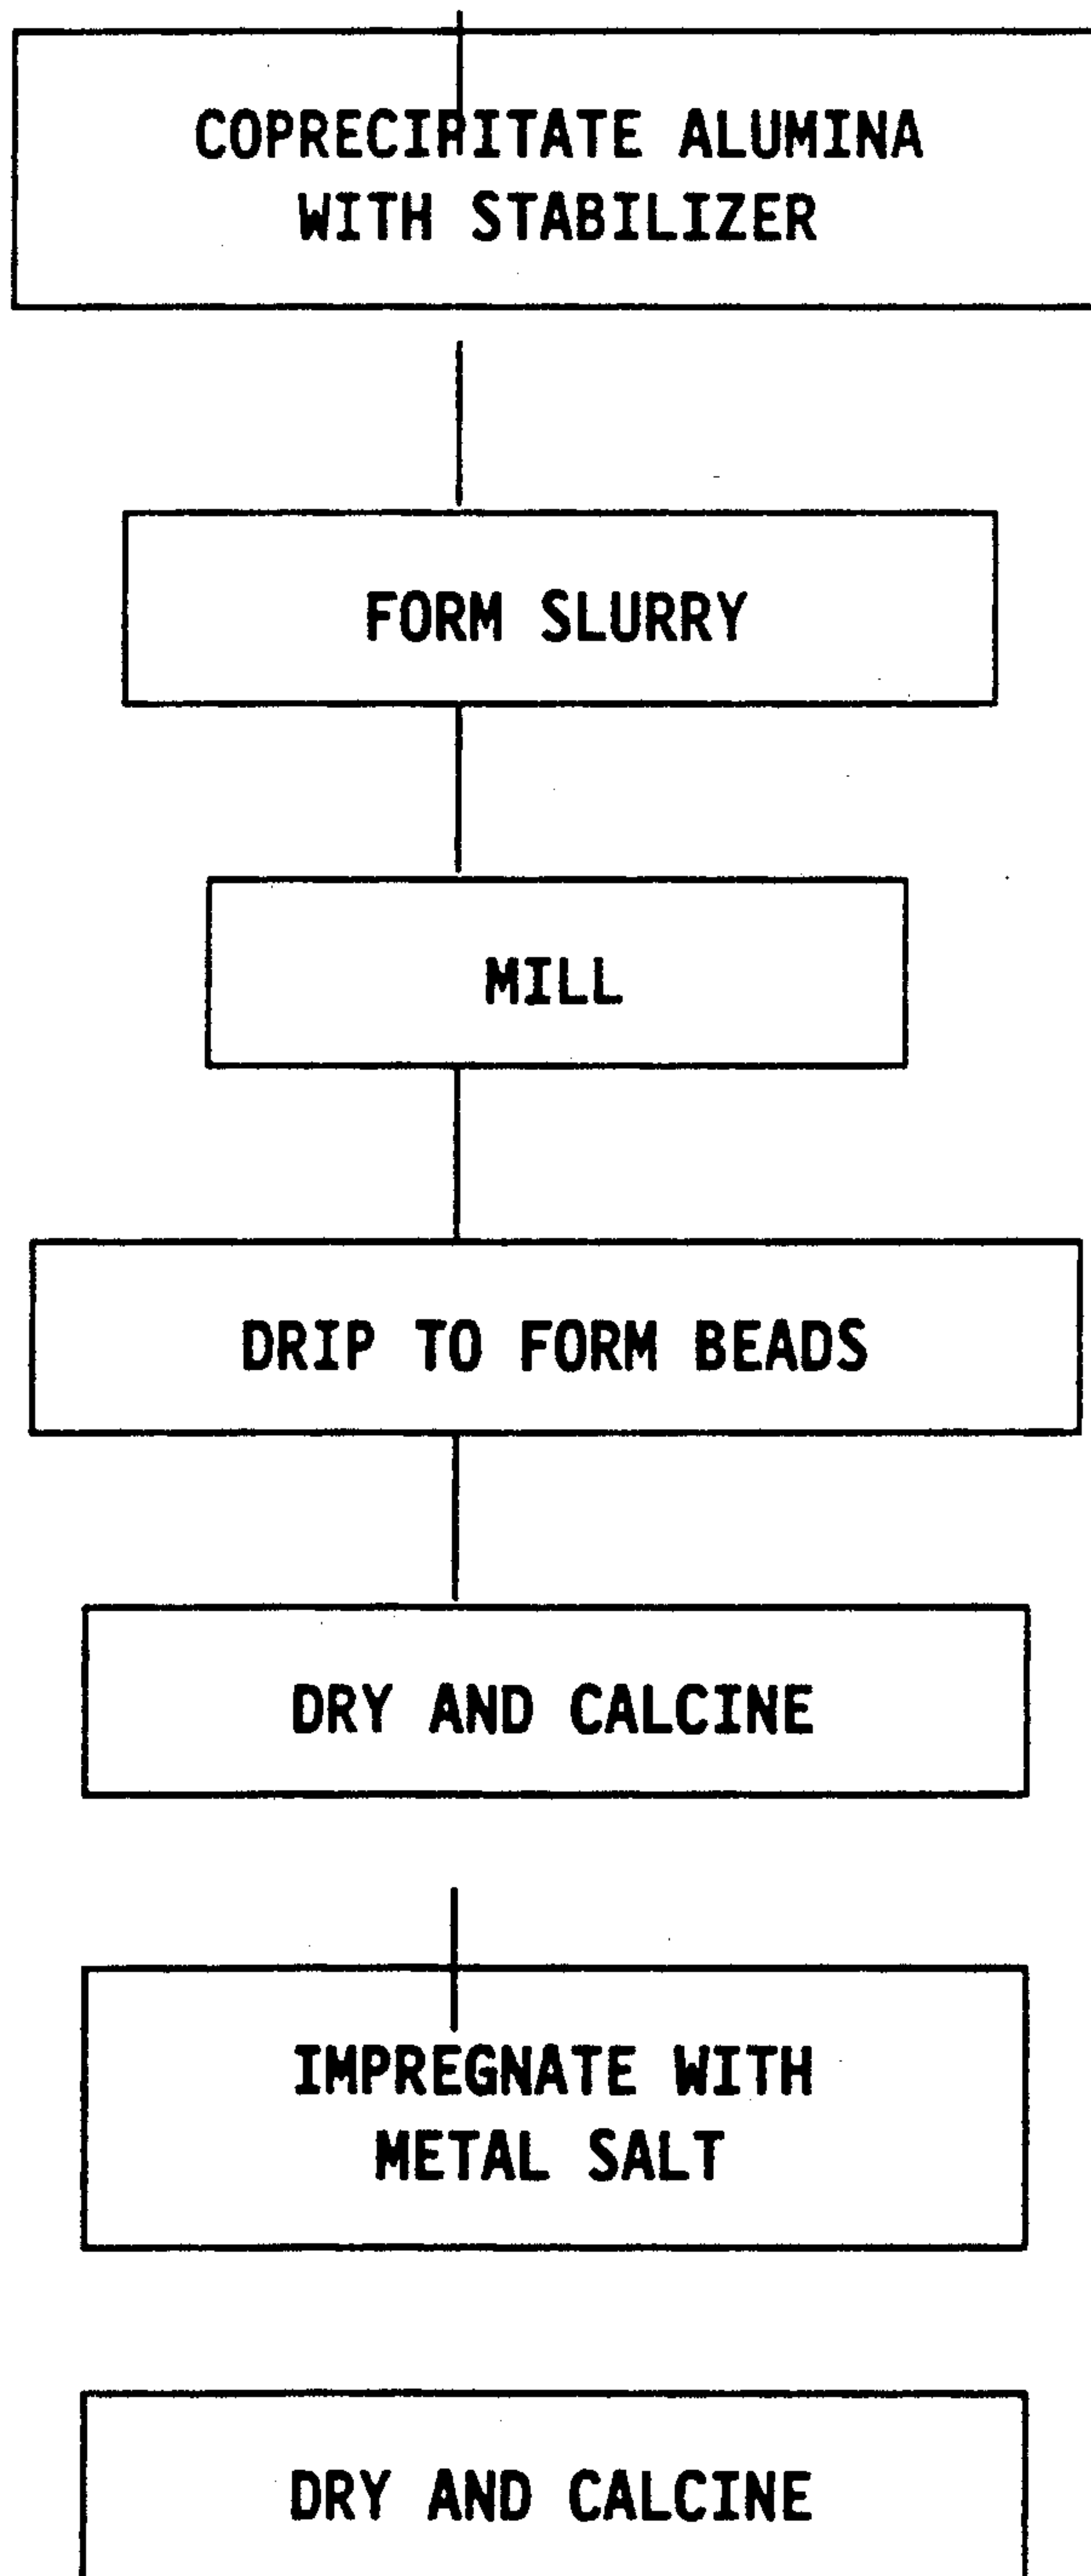 COPRECIPITATE ALUMINA
WITH STABILIZER
FORM SLURRY
MILL
DRIP TO FORM BEADS
DRY AND CALCINE
IMPREGNATE WITH
METAL SALT
DRY AND CALCINE